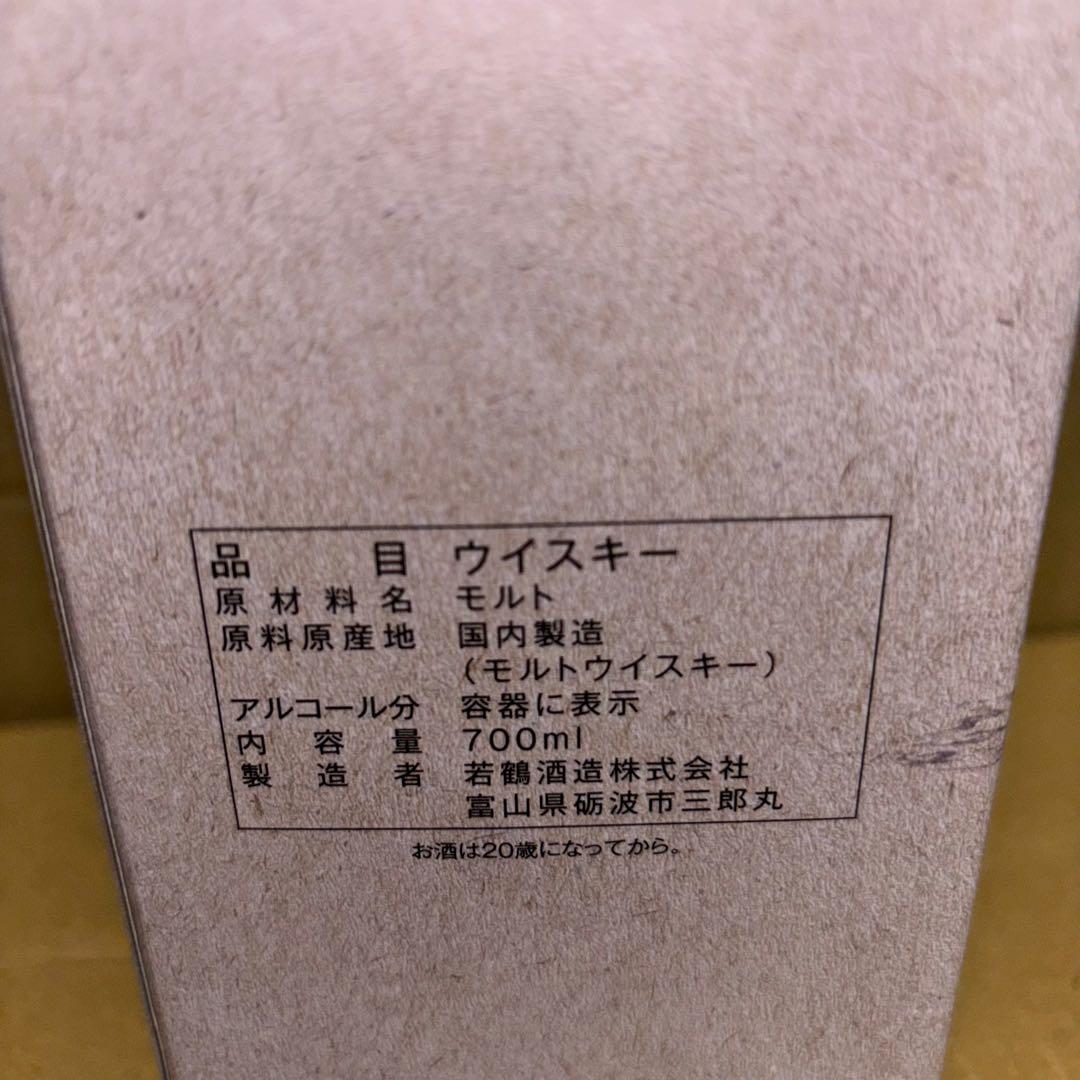 品目 ウイスキー
原材料名 モルト
原料原産地 国内製造
(モルトウイスキー)
アルコール分 容器に表示
内容量 700ml
製造者 若鶴酒造株式会社
富山県砺波市三郎丸
お酒は20歳になってから。